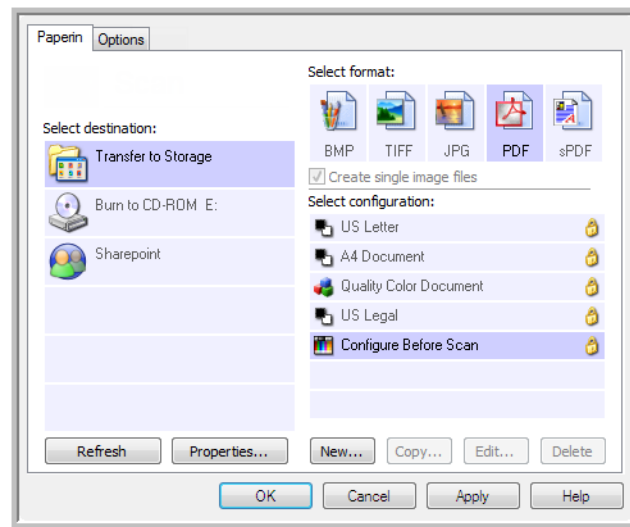 Paperin
Options
Select destination:
Transfer to Storage
Burn to CD-ROM E:
Sharepoint
Refresh
Properties...
Select format:
BMP
TIFF
JPG
PDF
sPDF
Create single image files
Select configuration:
US Letter
A4 Document
Quality Color Document
US Legal
Configure Before Scan
New...
Copy...
Edit...
Delete
OK
Cancel
Apply
Help